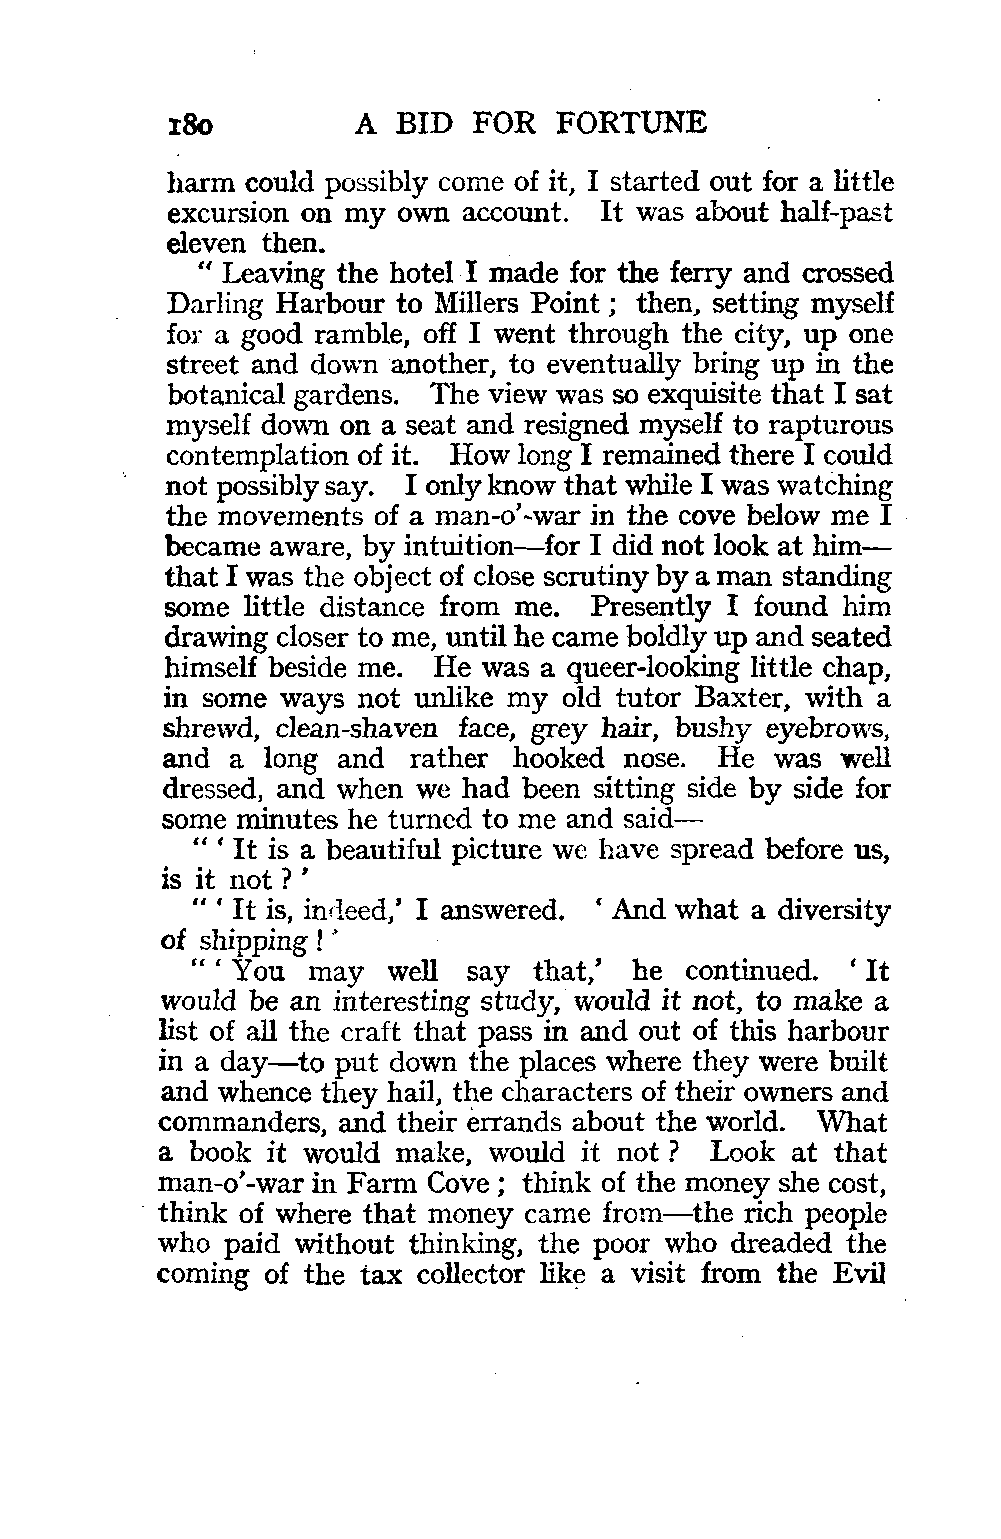 180 A BID FOR FORTUNE
harm could possibly come of it, I started out for a little
excursion on my own account. It was about half-past
eleven then.
" Leaving the hotel I made for the ferry and crossed
Darling Harbour to Millers Point ; then, setting myself
for a good ramble, off I went through the city, up one
street and down another, to eventually bring up in the
botanical gardens. The view was so exquisite that I sat
myself down on a seat and resigned myself to rapturous
contemplation of it. How long I remained there I could
not possibly say. I only know that while I was watching
the movements of a man-o'-war in the cove below me I
became aware, by intuition—for I did not look at him—
that I was the object of close scrutiny by a man standing
some little distance from me. Presently I found him
drawing closer to me, until he came boldly up and seated
himself beside me. He was a queer-looking little chap,
in some ways not unlike my old tutor Baxter, with a
shrewd, clean-shaven face, grey hair, bushy eyebrows,
and a long and rather hooked nose. He was well
dressed, and when we had been sitting side by side for
some minutes he turned to me and said—
" ' It is a beautiful picture we have spread before us,
is it not ? '
" ' It is, indeed,' I answered. ' And what a diversity
of shipping ! '
" ' You may well say that,' he continued. ' It
would be an interesting study, would it not, to make a
list of all the craft that pass in and out of this harbour
in a day—to put down the places where they were built
and whence they hail, the characters of their owners and
commanders, and their errands about the world. What
a book it would make, would it not ? Look at that
man-o'-war in Farm Cove ; think of the money she cost,
think of where that money came from—the rich people
who paid without thinking, the poor who dreaded the
coming of the tax collector like a visit from the Evil